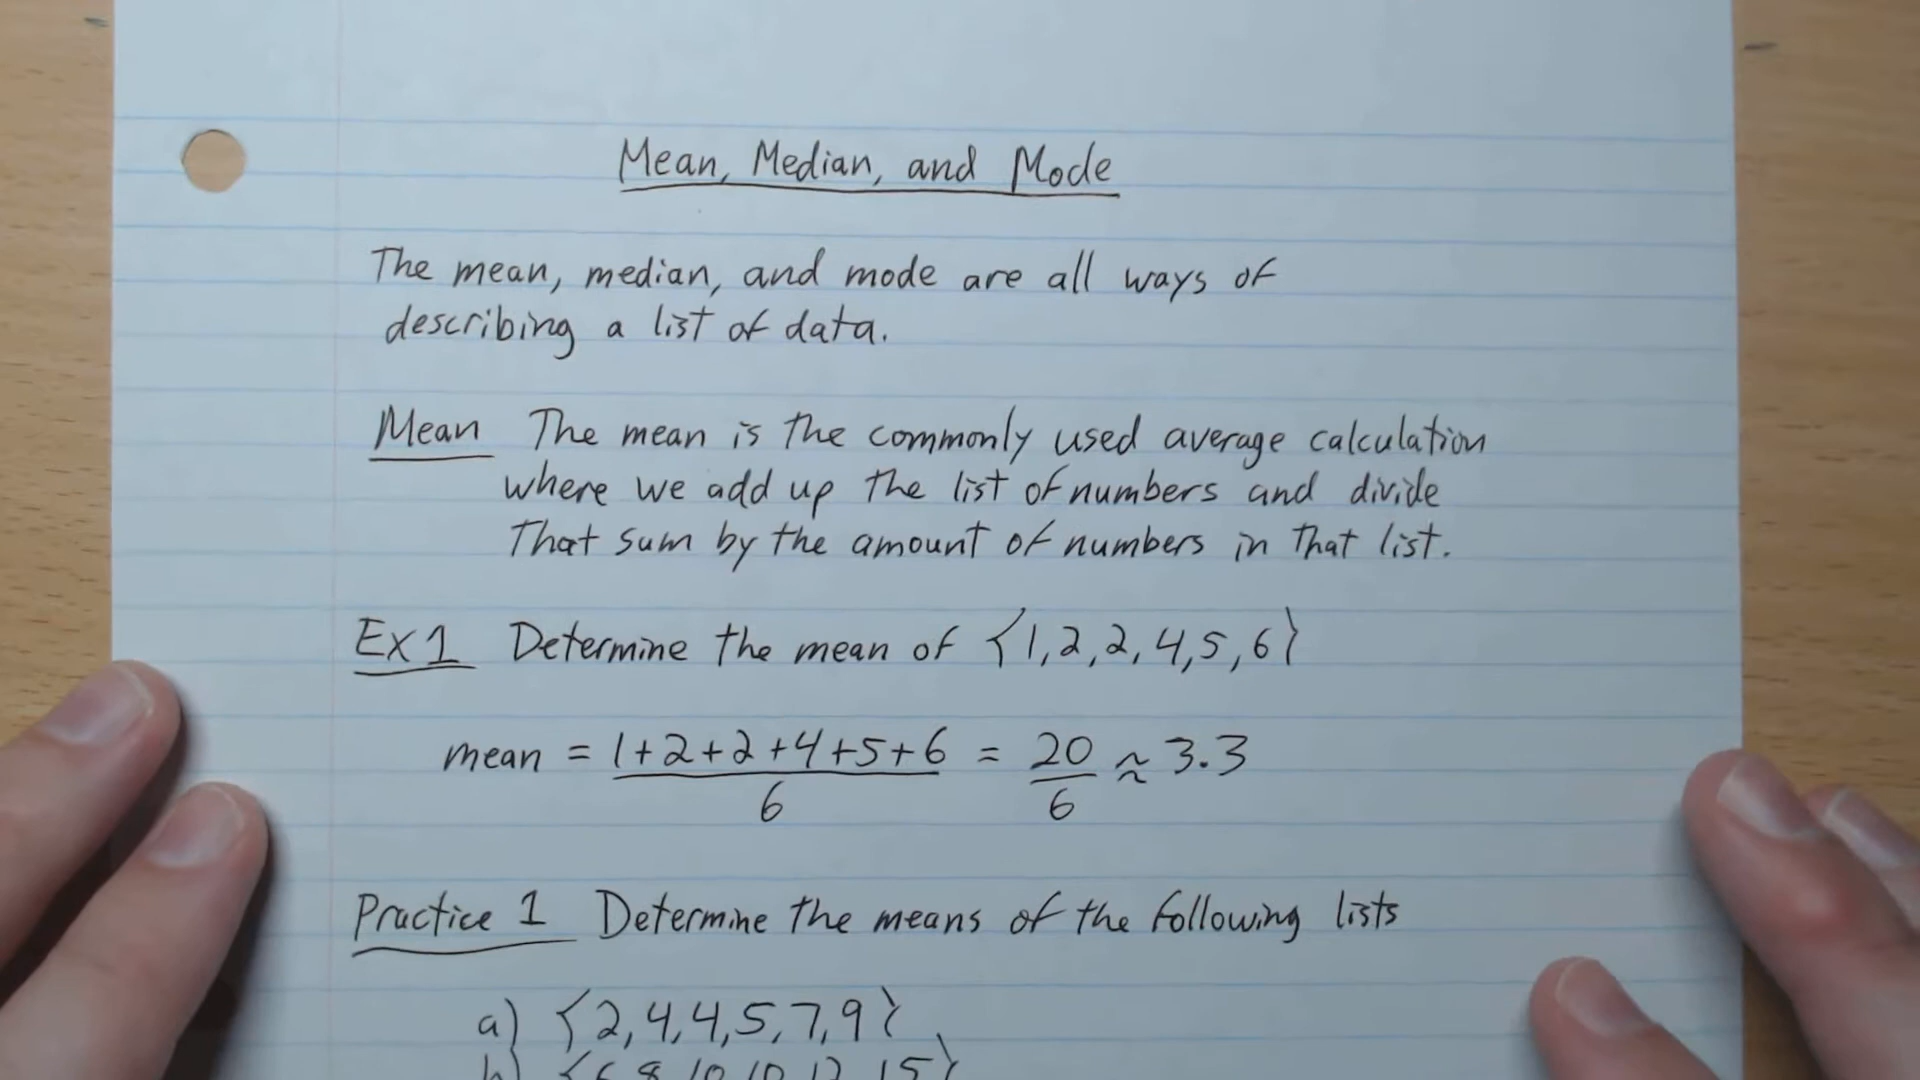 Mean, Median, and Mode
The mean, median, and mode are all ways of
describing a list of data.
Mean The mean is the commonly used average calculation
where we add up the list of numbers and divide
that sum by the amount of numbers in that list.
Ex 1 Determine the mean of {1,2,2,4,5,6}
mean = 1+2+2+4+5+6 / 6 = 20/6 ≈ 3.3
Practice 1 Determine the means of the following lists
a) {2,4,4,5,7,9}